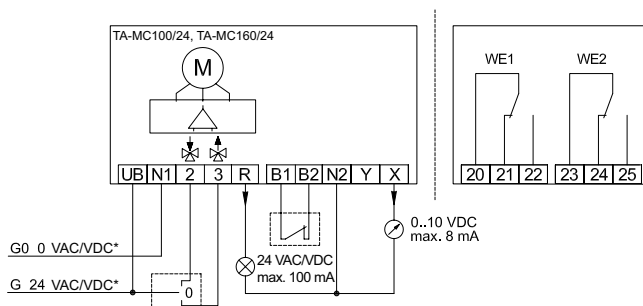 TA-MC100/24, TA-MC160/24
M
WE1 WE2
UB N1 2 3 R B1 B2 N2 Y X
20 21 22 23 24 25
0..10 VDC
max. 8 mA
G0 0 VAC/VDC*
24 VAC/VDC
max. 100 mA
G 24 VAC/VDC*
0